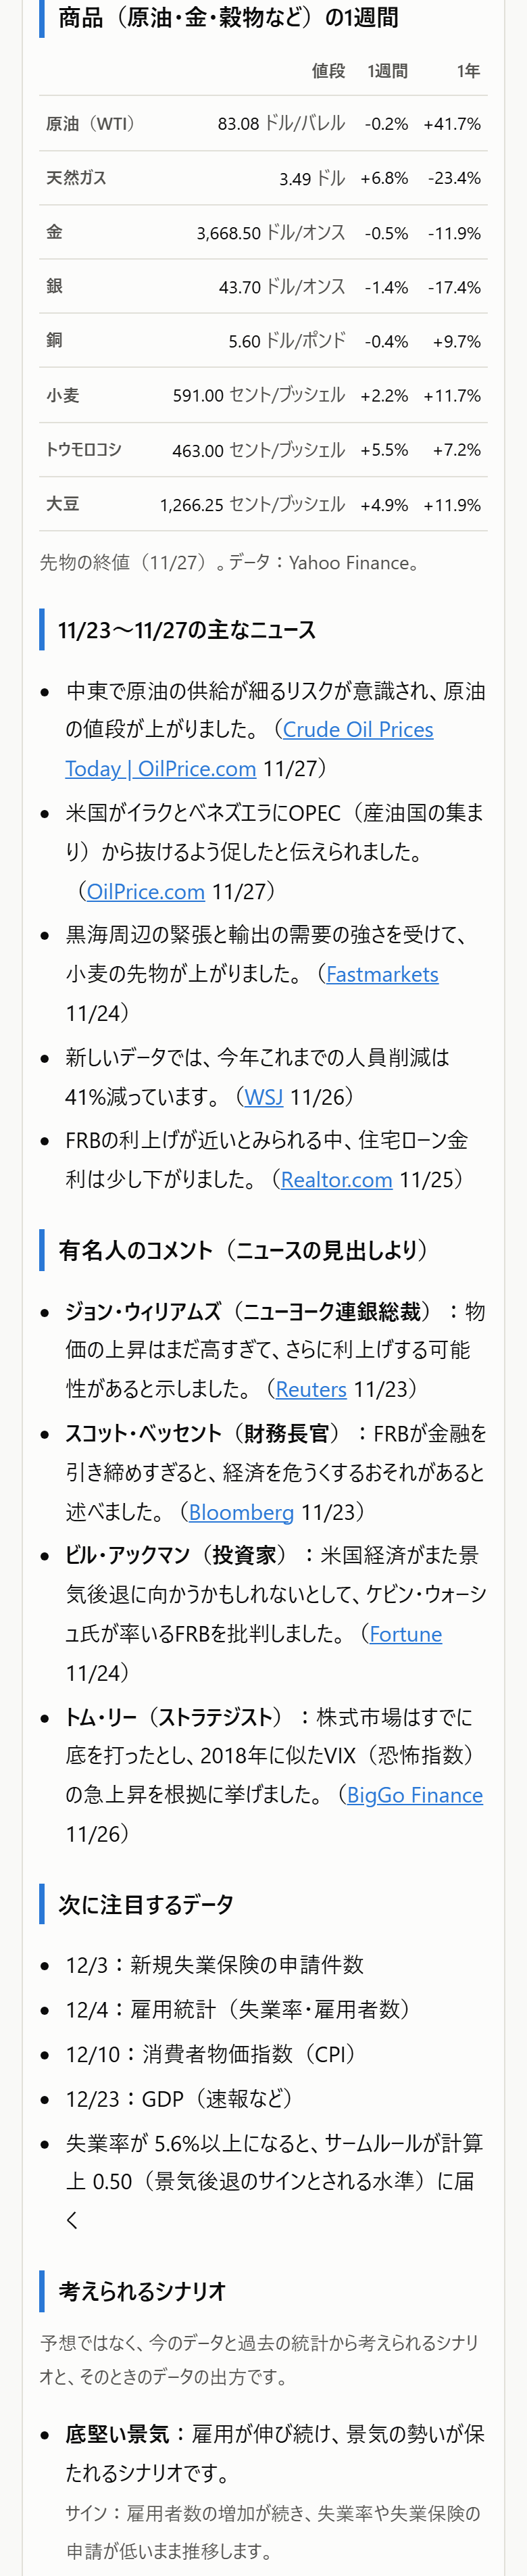 商品（原油・金・穀物など）の1週間
値段 1週間 1年
原油（WTI） 83.08 ドル/バレル -0.2% +41.7%
天然ガス 3.49 ドル +6.8% -23.4%
金 3,668.50 ドル/オンス -0.5% -11.9%
銀 43.70 ドル/オンス -1.4% -17.4%
銅 5.60 ドル/ポンド -0.4% +9.7%
小麦 591.00 セント/ブッシェル +2.2% +11.7%
トウモロコシ 463.00 セント/ブッシェル +5.5% +7.2%
大豆 1,266.25 セント/ブッシェル +4.9% +11.9%
先物の終値（11/27）。データ：Yahoo Finance。
11/23～11/27の主なニュース
• 中東で原油の供給が細るリスクが意識され、原油
の値段が上がりました。（Crude Oil Prices
Today | OilPrice.com 11/27）
• 米国がイラクとベネズエラにOPEC（産油国の集ま
り）から抜けるよう促したと伝えられました。
（OilPrice.com 11/27）
• 黒海周辺の緊張と輸出の需要の強さを受けて、
小麦の先物が上がりました。（Fastmarkets
11/24）
• 新しいデータでは、今年これまでの人員削減は
41%減っています。（WSJ 11/26）
• FRBの利上げが近いとみられる中、住宅ローン金
利は少し下がりました。（Realtor.com 11/25）
有名人のコメント（ニュースの見出しより）
• ジョン・ウィリアムズ（ニューヨーク連銀総裁）：物
価の上昇はまだ高すぎて、さらに利上げする可能
性があると示しました。（Reuters 11/23）
• スコット・ベッセント（財務長官）：FRBが金融を
引き締めすぎると、経済を危うくするおそれがあると
述べました。（Bloomberg 11/23）
• ビル・アックマン（投資家）：米国経済がまた景
気後退に向かうかもしれないとして、ケビン・ウォーシ
ュ氏が率いるFRBを批判しました。（Fortune
11/24）
• トム・リー（ストラテジスト）：株式市場はすでに
底を打ったとし、2018年に似たVIX（恐怖指数）
の急上昇を根拠に挙げました。（BigGo Finance
11/26）
次に注目するデータ
• 12/3：新規失業保険の申請件数
• 12/4：雇用統計（失業率・雇用者数）
• 12/10：消費者物価指数（CPI）
• 12/23：GDP（速報など）
• 失業率が 5.6%以上になると、サームルールが計算
上 0.50（景気後退のサインとされる水準）に届
く
考えられるシナリオ
予想ではなく、今のデータと過去の統計から考えられるシナリ
オと、そのときのデータの出方です。
• 底堅い景気：雇用が伸び続け、景気の勢いが保
たれるシナリオです。
サイン：雇用者数の増加が続き、失業率や失業保険の
申請が低いまま推移します。